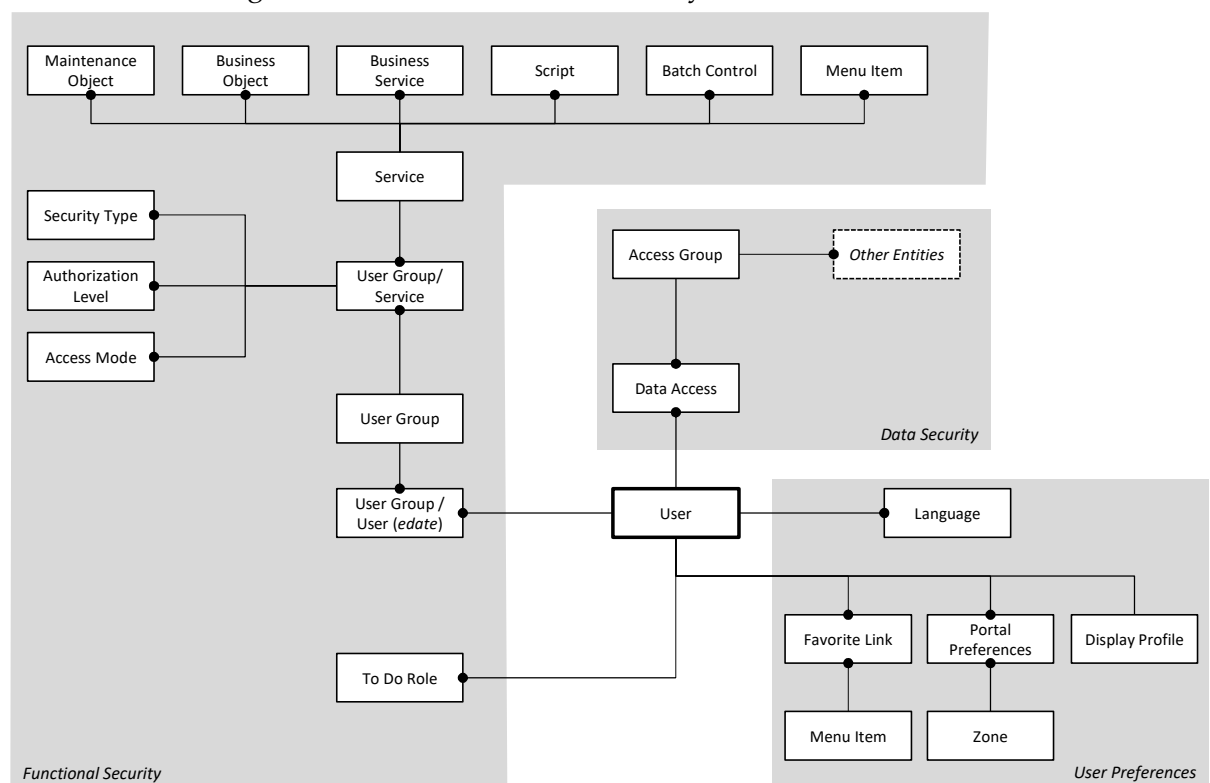 Maintenance
Object
Business
Object
Business
Service
Script
Batch Control
Menu Item
Service
Security Type
Authorization
Level
Access Mode
User Group/
Service
User Group
User Group /
User (edate)
To Do Role
Functional Security
Access Group
Other Entities
Data Access
Data Security
User
Language
Favorite Link
Portal
Preferences
Display Profile
Menu Item
Zone
User Preferences